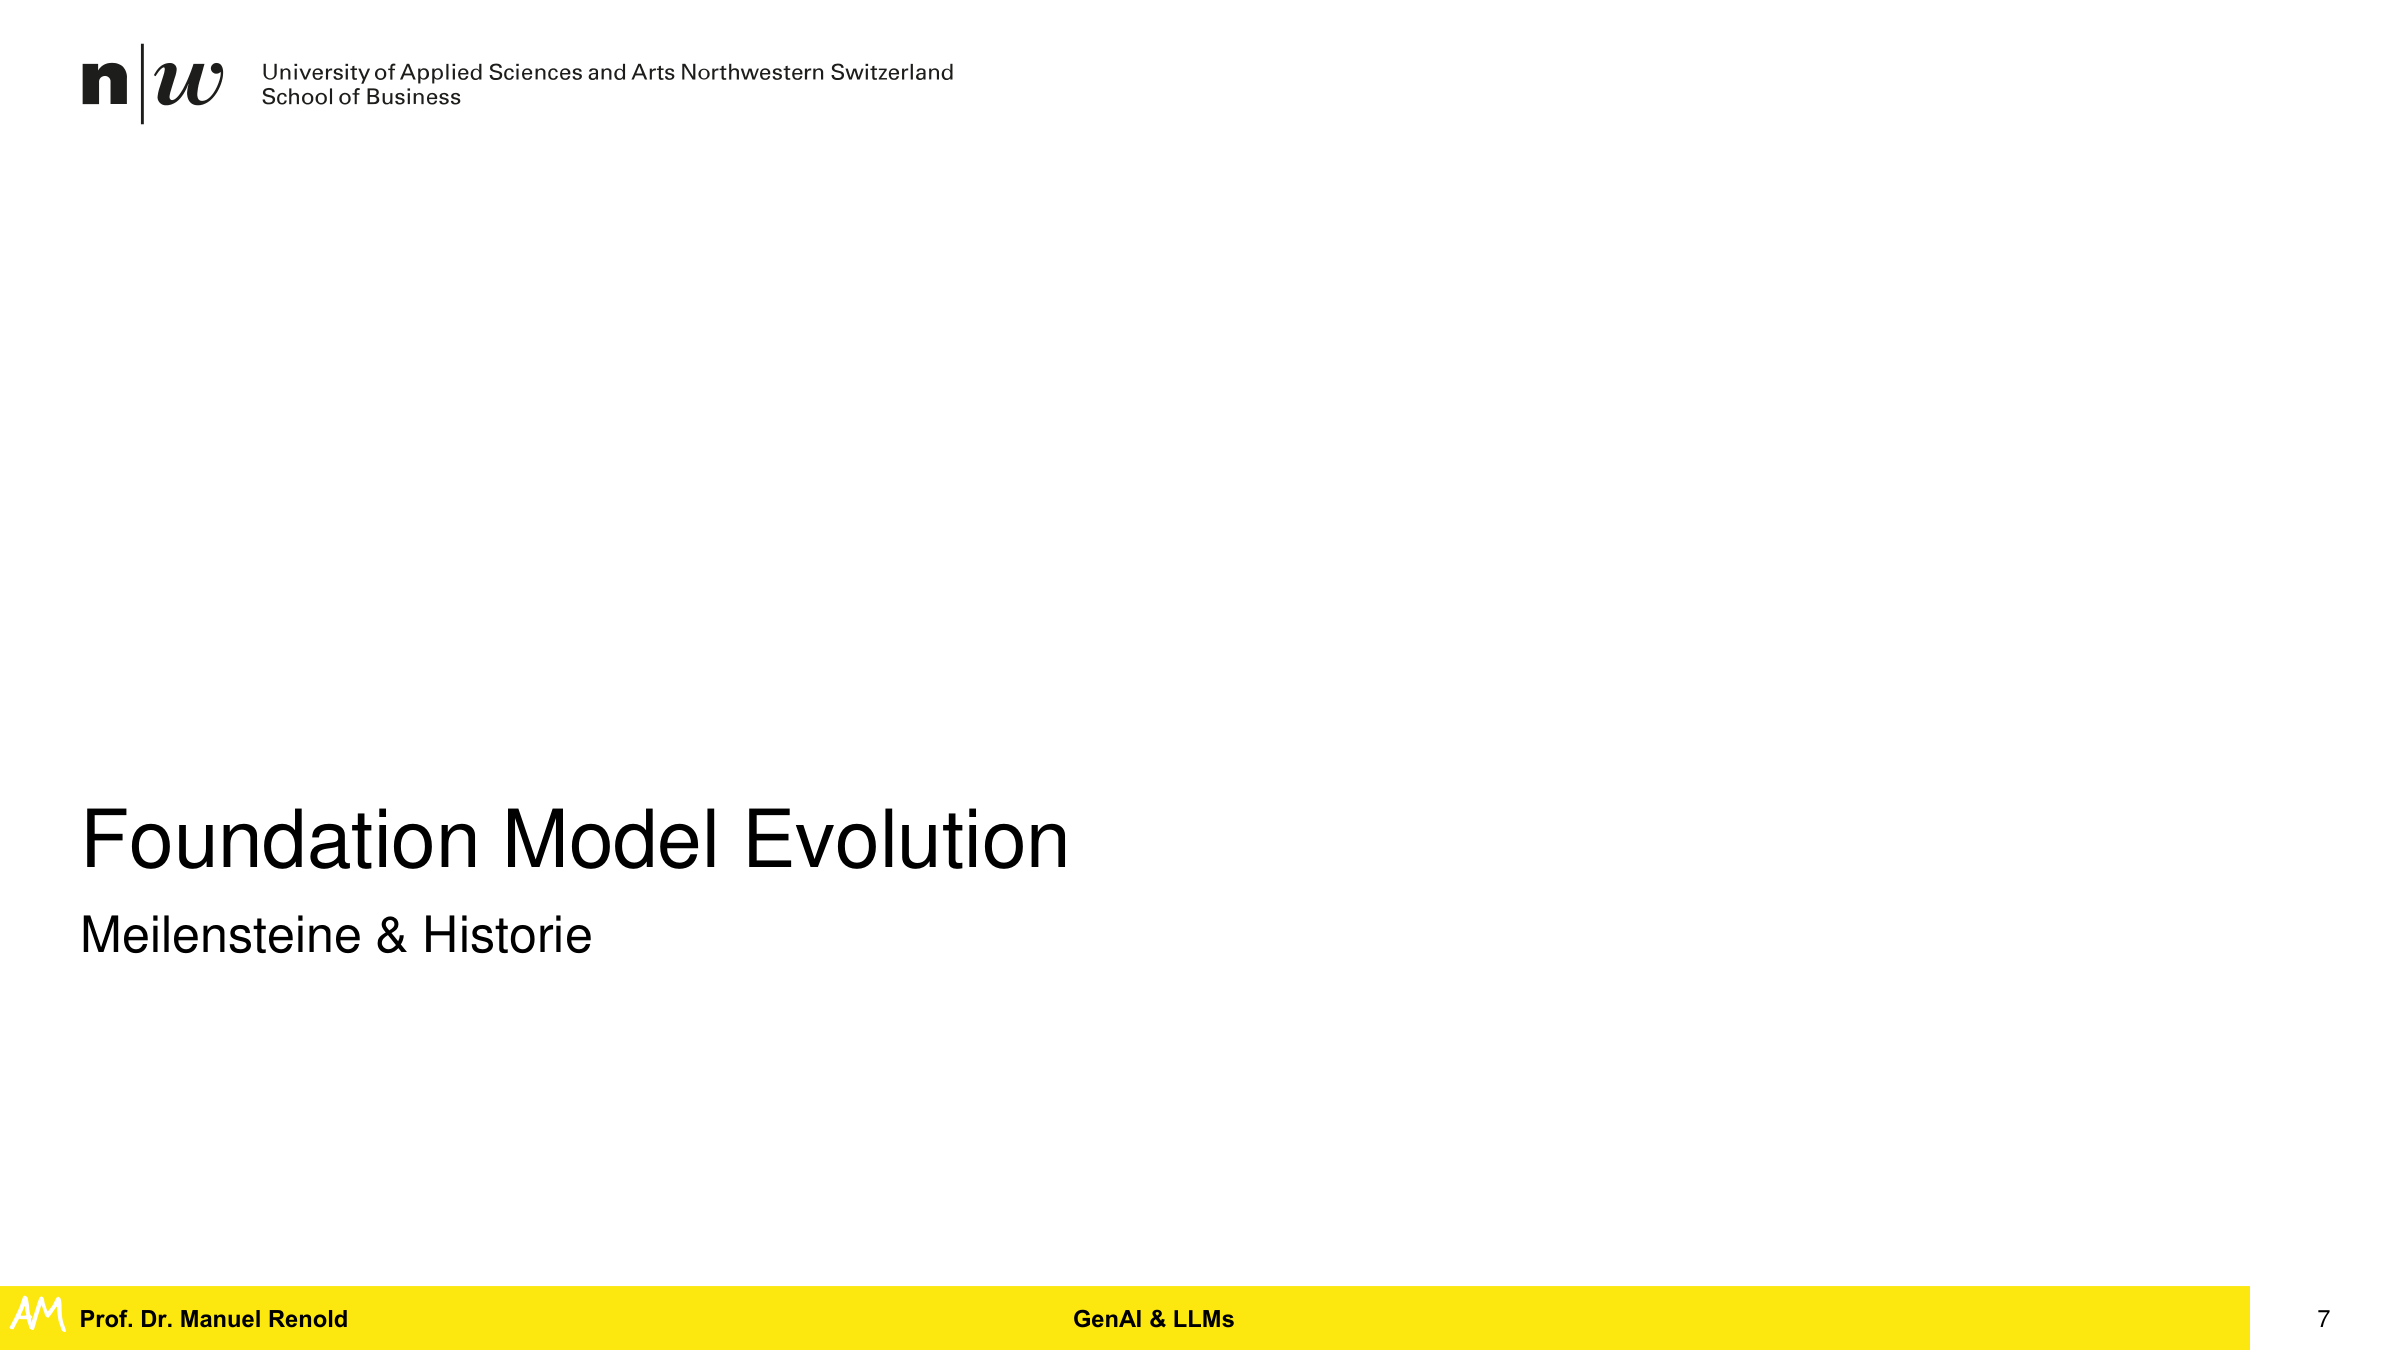 n|w
University of Applied Sciences and Arts Northwestern Switzerland
School of Business
Foundation Model Evolution
Meilensteine & Historie
AM Prof. Dr. Manuel Renold GenAI & LLMs 7